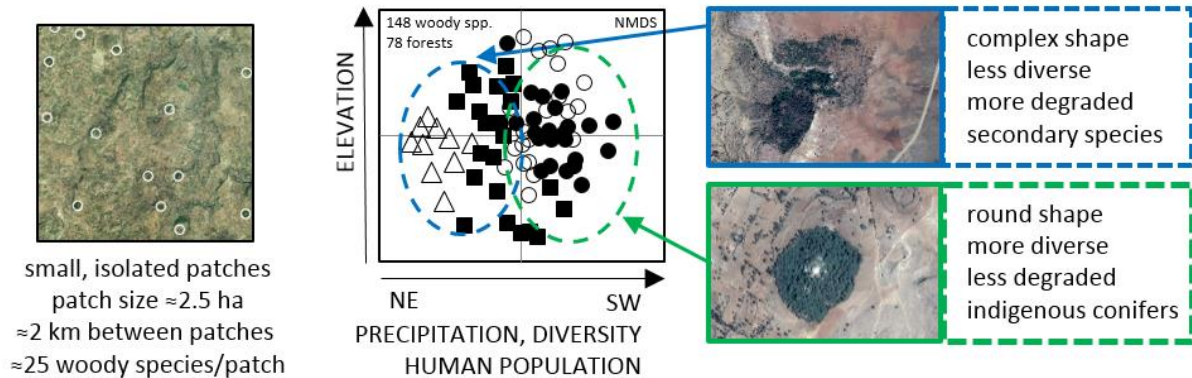 small, isolated patches
patch size ≈2.5 ha
≈2 km between patches
≈25 woody species/patch
148 woody spp.
78 forests
NMDS
ELEVATION
NE
SW
PRECIPITATION, DIVERSITY
HUMAN POPULATION
complex shape
less diverse
more degraded
secondary species
round shape
more diverse
less degraded
indigenous conifers